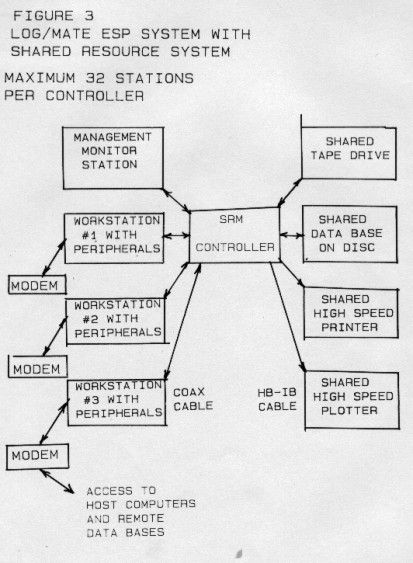 FIGURE 3
LOG/MATE ESP SYSTEM WITH
SHARED RESOURCE SYSTEM
MAXIMUM 32 STATIONS
PER CONTROLLER
MANAGEMENT
MONITOR
STATION
SHARED
TAPE DRIVE
SRM
CONTROLLER
WORKSTATION
#1 WITH
PERIPHERALS
SHARED
DATA BASE
ON DISC
MODEM
WORKSTATION
#2 WITH
PERIPHERALS
SHARED
HIGH SPEED
PRINTER
MODEM
WORKSTATION
#3 WITH
PERIPHERALS
COAX
CABLE
HB-IB
CABLE
SHARED
HIGH SPEED
PLOTTER
MODEM
ACCESS TO
HOST COMPUTERS
AND REMOTE
DATA BASES